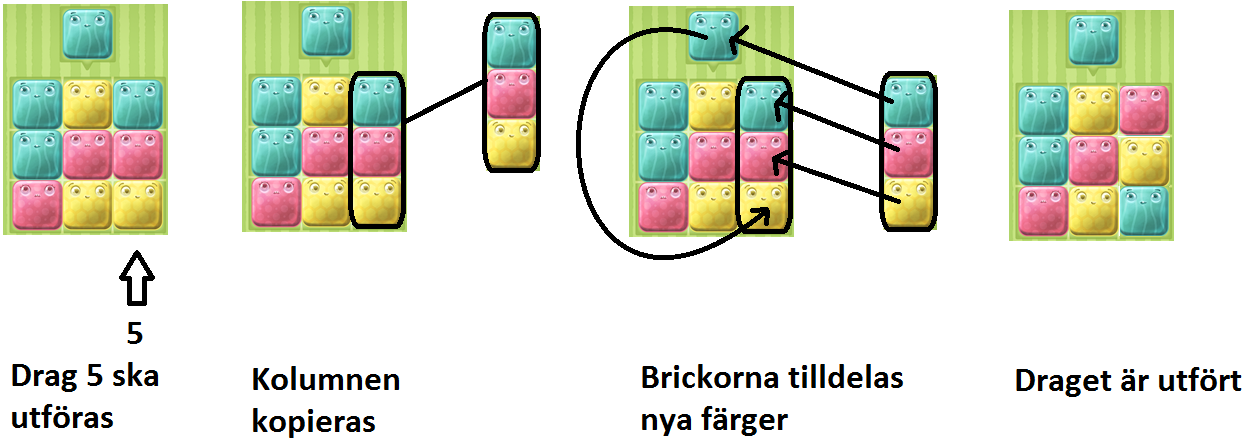 5
Drag 5 ska
utföras
Kolumnen
kopieras
Brickorna tilldelas
nya färger
Draget är utfört